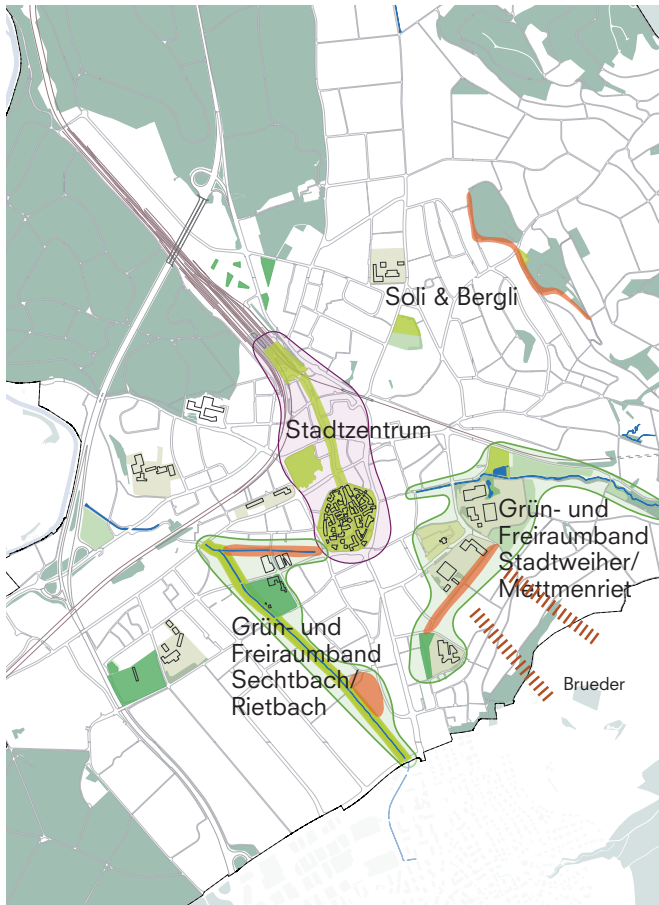 Soli & Bergli
Stadtzentrum
Grün- und
Freiraumband
Stadtweiher/
Mettmenriet
Grün- und
Freiraumband
Sechtbach/
Rietbach
Brueder